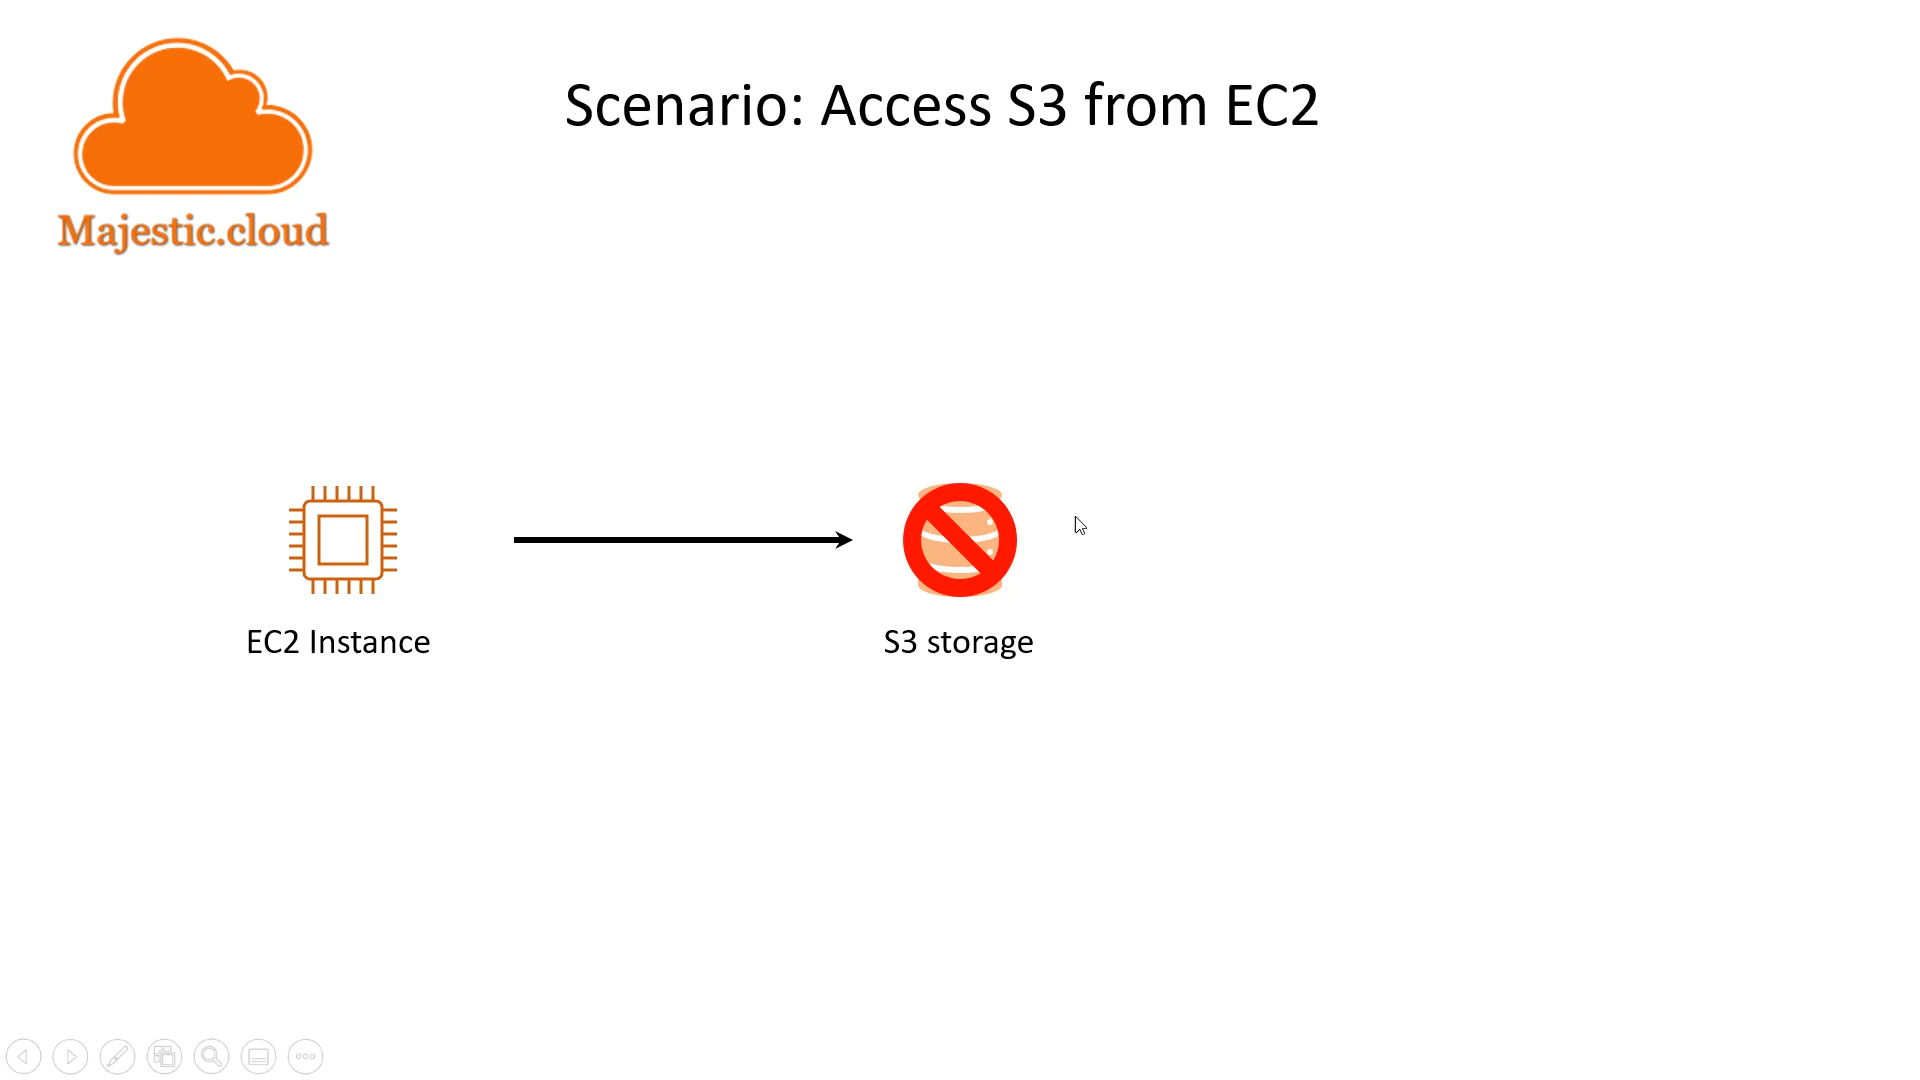 Scenario: Access S3 from EC2
Majestic.cloud
EC2 Instance
S3 storage